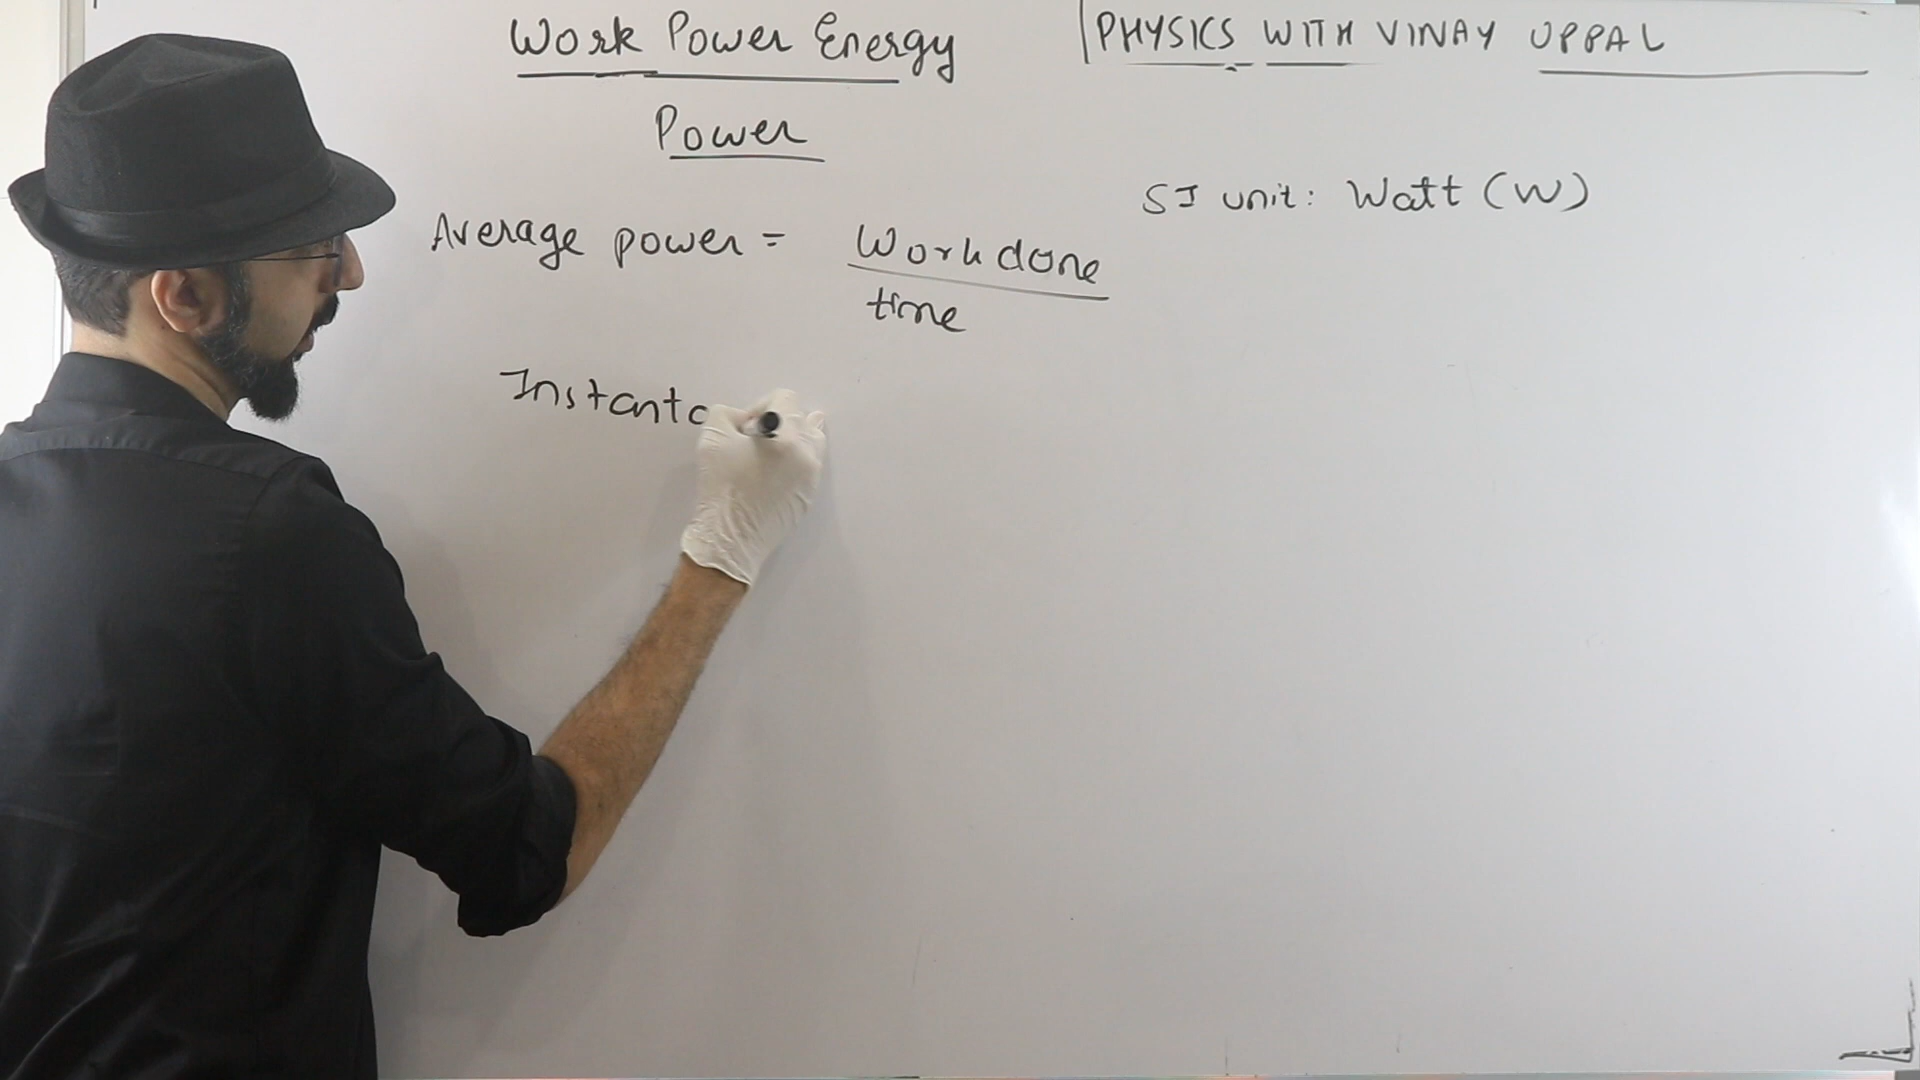 Work Power Energy
PHYSICS WITH VINAY UPPAL
Power
SI unit: Watt (W)
Average power = Work done
time
Instanta